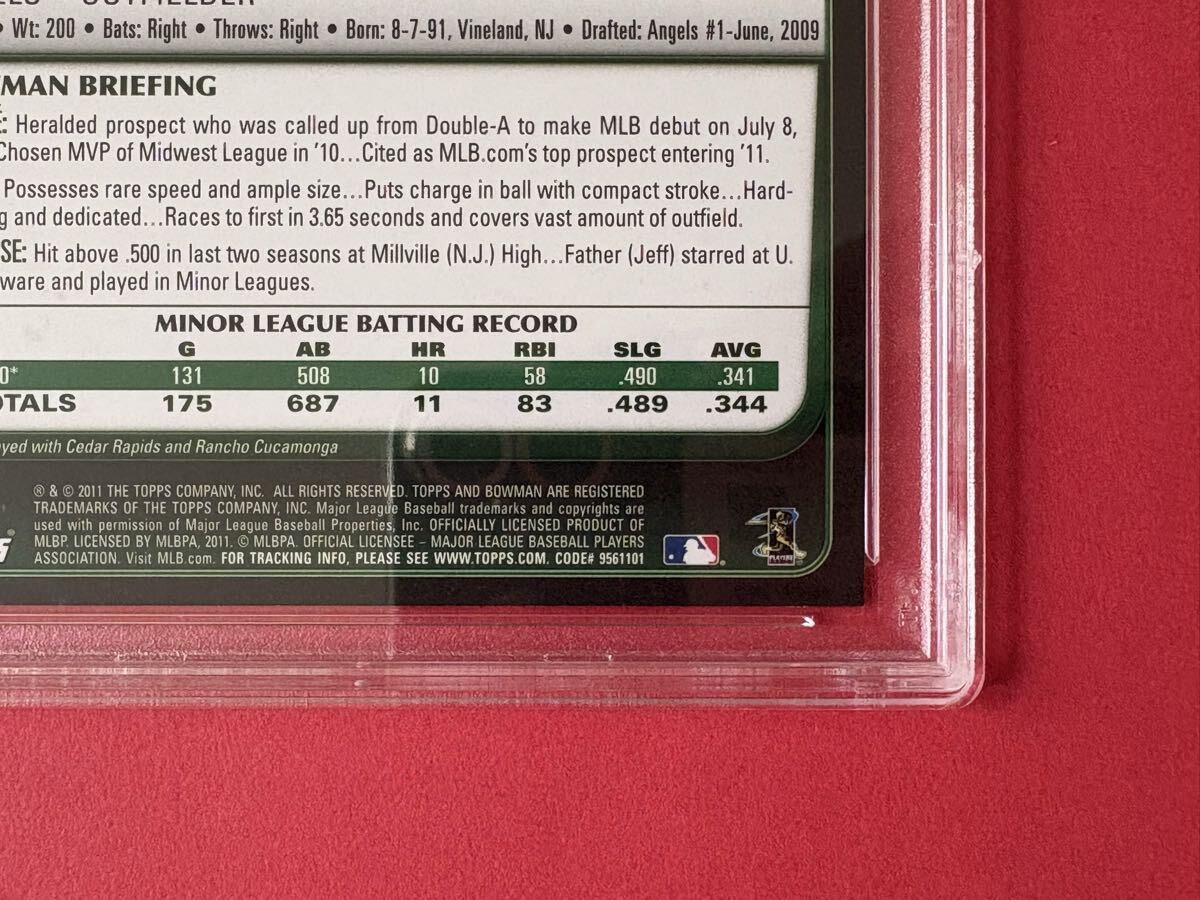 • Wt: 200 • Bats: Right • Throws: Right • Born: 8-7-91, Vineland, NJ • Drafted: Angels #1-June, 2009
MAN BRIEFING
E: Heralded prospect who was called up from Double-A to make MLB debut on July 8,
Chosen MVP of Midwest League in '10...Cited as MLB.com's top prospect entering '11.
Possesses rare speed and ample size...Puts charge in ball with compact stroke...Hard-
g and dedicated...Races to first in 3.65 seconds and covers vast amount of outfield.
SE: Hit above .500 in last two seasons at Millville (N.J.) High...Father (Jeff) starred at U.
ware and played in Minor Leagues.
MINOR LEAGUE BATTING RECORD
G AB HR RBI SLG AVG
0* 131 508 10 58 .490 .341
OTALS 175 687 11 83 .489 .344
ayed with Cedar Rapids and Rancho Cucamonga
® & © 2011 THE TOPPS COMPANY, INC. ALL RIGHTS RESERVED. TOPPS AND BOWMAN ARE REGISTERED
TRADEMARKS OF THE TOPPS COMPANY, INC. Major League Baseball trademarks and copyrights are
used with permission of Major League Baseball Properties, Inc. OFFICIALLY LICENSED PRODUCT OF
MLBP. LICENSED BY MLBPA, 2011. © MLBPA. OFFICIAL LICENSEE – MAJOR LEAGUE BASEBALL PLAYERS
ASSOCIATION. Visit MLB.com. FOR TRACKING INFO, PLEASE SEE WWW.TOPPS.COM. CODE# 9561101